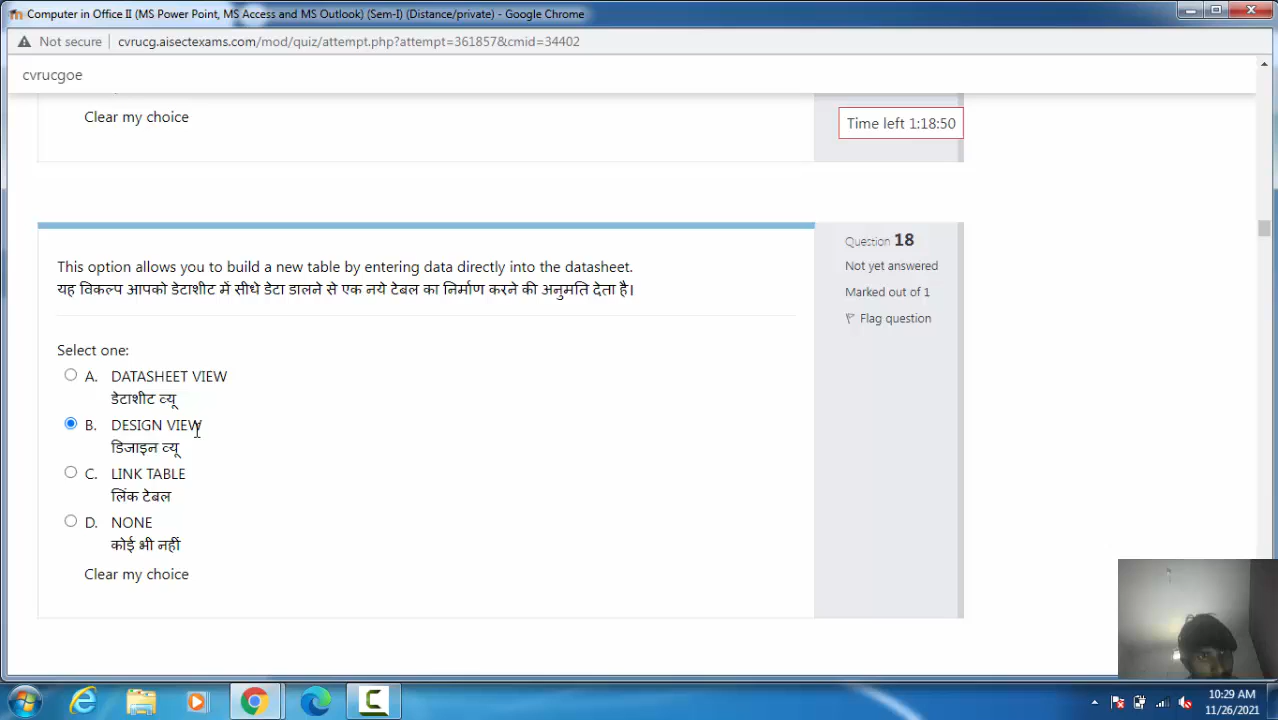 Computer in Office II (MS Power Point, MS Access and MS Outlook) (Sem-I) (Distance/private) - Google Chrome
Not secure | cvrucg.aisectexams.com/mod/quiz/attempt.php?attempt=361857&cmid=34402
cvrucgoe
Clear my choice
Time left 1:18:50
This option allows you to build a new table by entering data directly into the datasheet.
यह विकल्प आपको डेटाशीट में सीधे डेटा डालने से एक नये टेबल का निर्माण करने की अनुमति देता है।
Select one:
A. DATASHEET VIEW
डेटाशीट व्यू
B. DESIGN VIEW
डिजाइन व्यू
C. LINK TABLE
लिंक टेबल
D. NONE
कोई भी नहीं
Clear my choice
Question 18
Not yet answered
Marked out of 1
Flag question
10:29 AM
11/26/2021